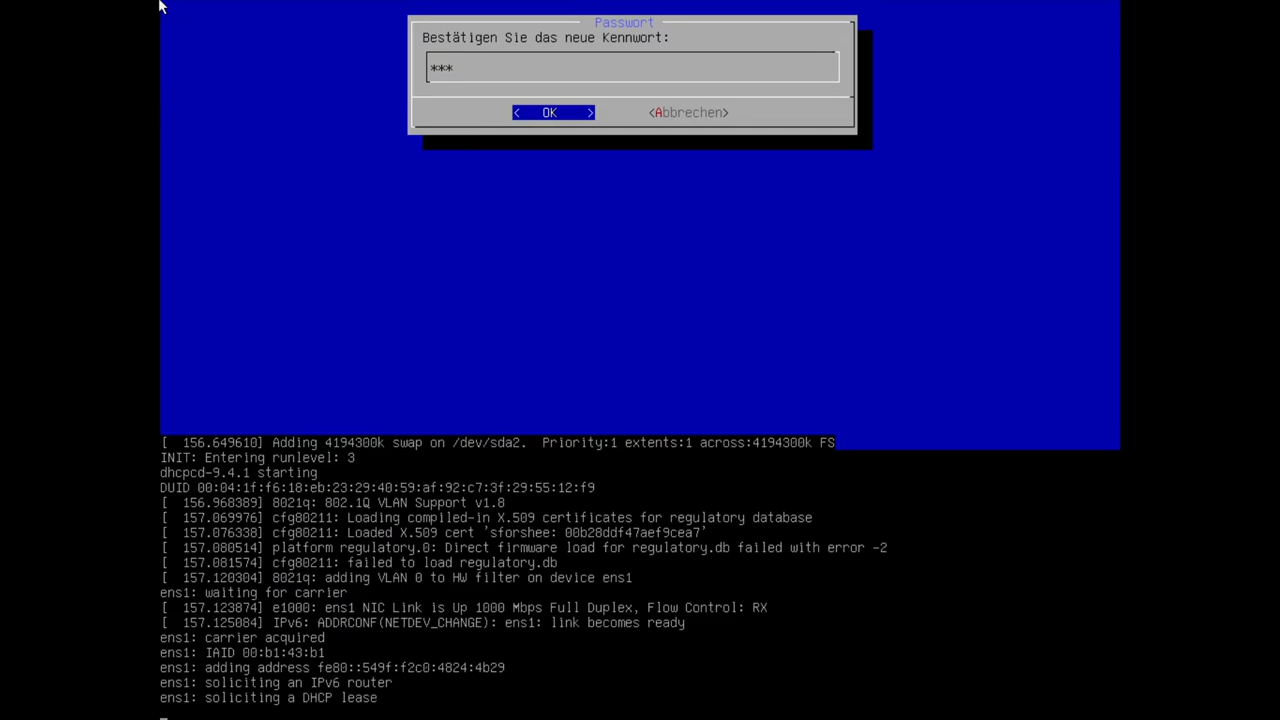 Passwort
Bestätigen Sie das neue Kennwort:
***
< OK > <Abbrechen>
[  156.649610] Adding 4194300k swap on /dev/sda2.  Priority:1 extents:1 across:4194300k FS
INIT: Entering runlevel: 3
dhcpcd-9.4.1 starting
DUID 00:04:1f:f6:18:eb:23:29:40:59:af:92:c7:3f:29:55:12:f9
[  156.968389] 8021q: 802.1Q VLAN Support v1.8
[  157.069976] cfg80211: Loading compiled-in X.509 certificates for regulatory database
[  157.076338] cfg80211: Loaded X.509 cert 'sforshee: 00b28ddf47aef9cea7'
[  157.080514] platform regulatory.0: Direct firmware load for regulatory.db failed with error -2
[  157.081574] cfg80211: failed to load regulatory.db
[  157.120304] 8021q: adding VLAN 0 to HW filter on device ens1
ens1: waiting for carrier
[  157.123874] e1000: ens1 NIC Link is Up 1000 Mbps Full Duplex, Flow Control: RX
[  157.125084] IPv6: ADDRCONF(NETDEV_CHANGE): ens1: link becomes ready
ens1: carrier acquired
ens1: IAID 00:b1:43:b1
ens1: adding address fe80::549f:f2c0:4824:4b29
ens1: soliciting an IPv6 router
ens1: soliciting a DHCP lease